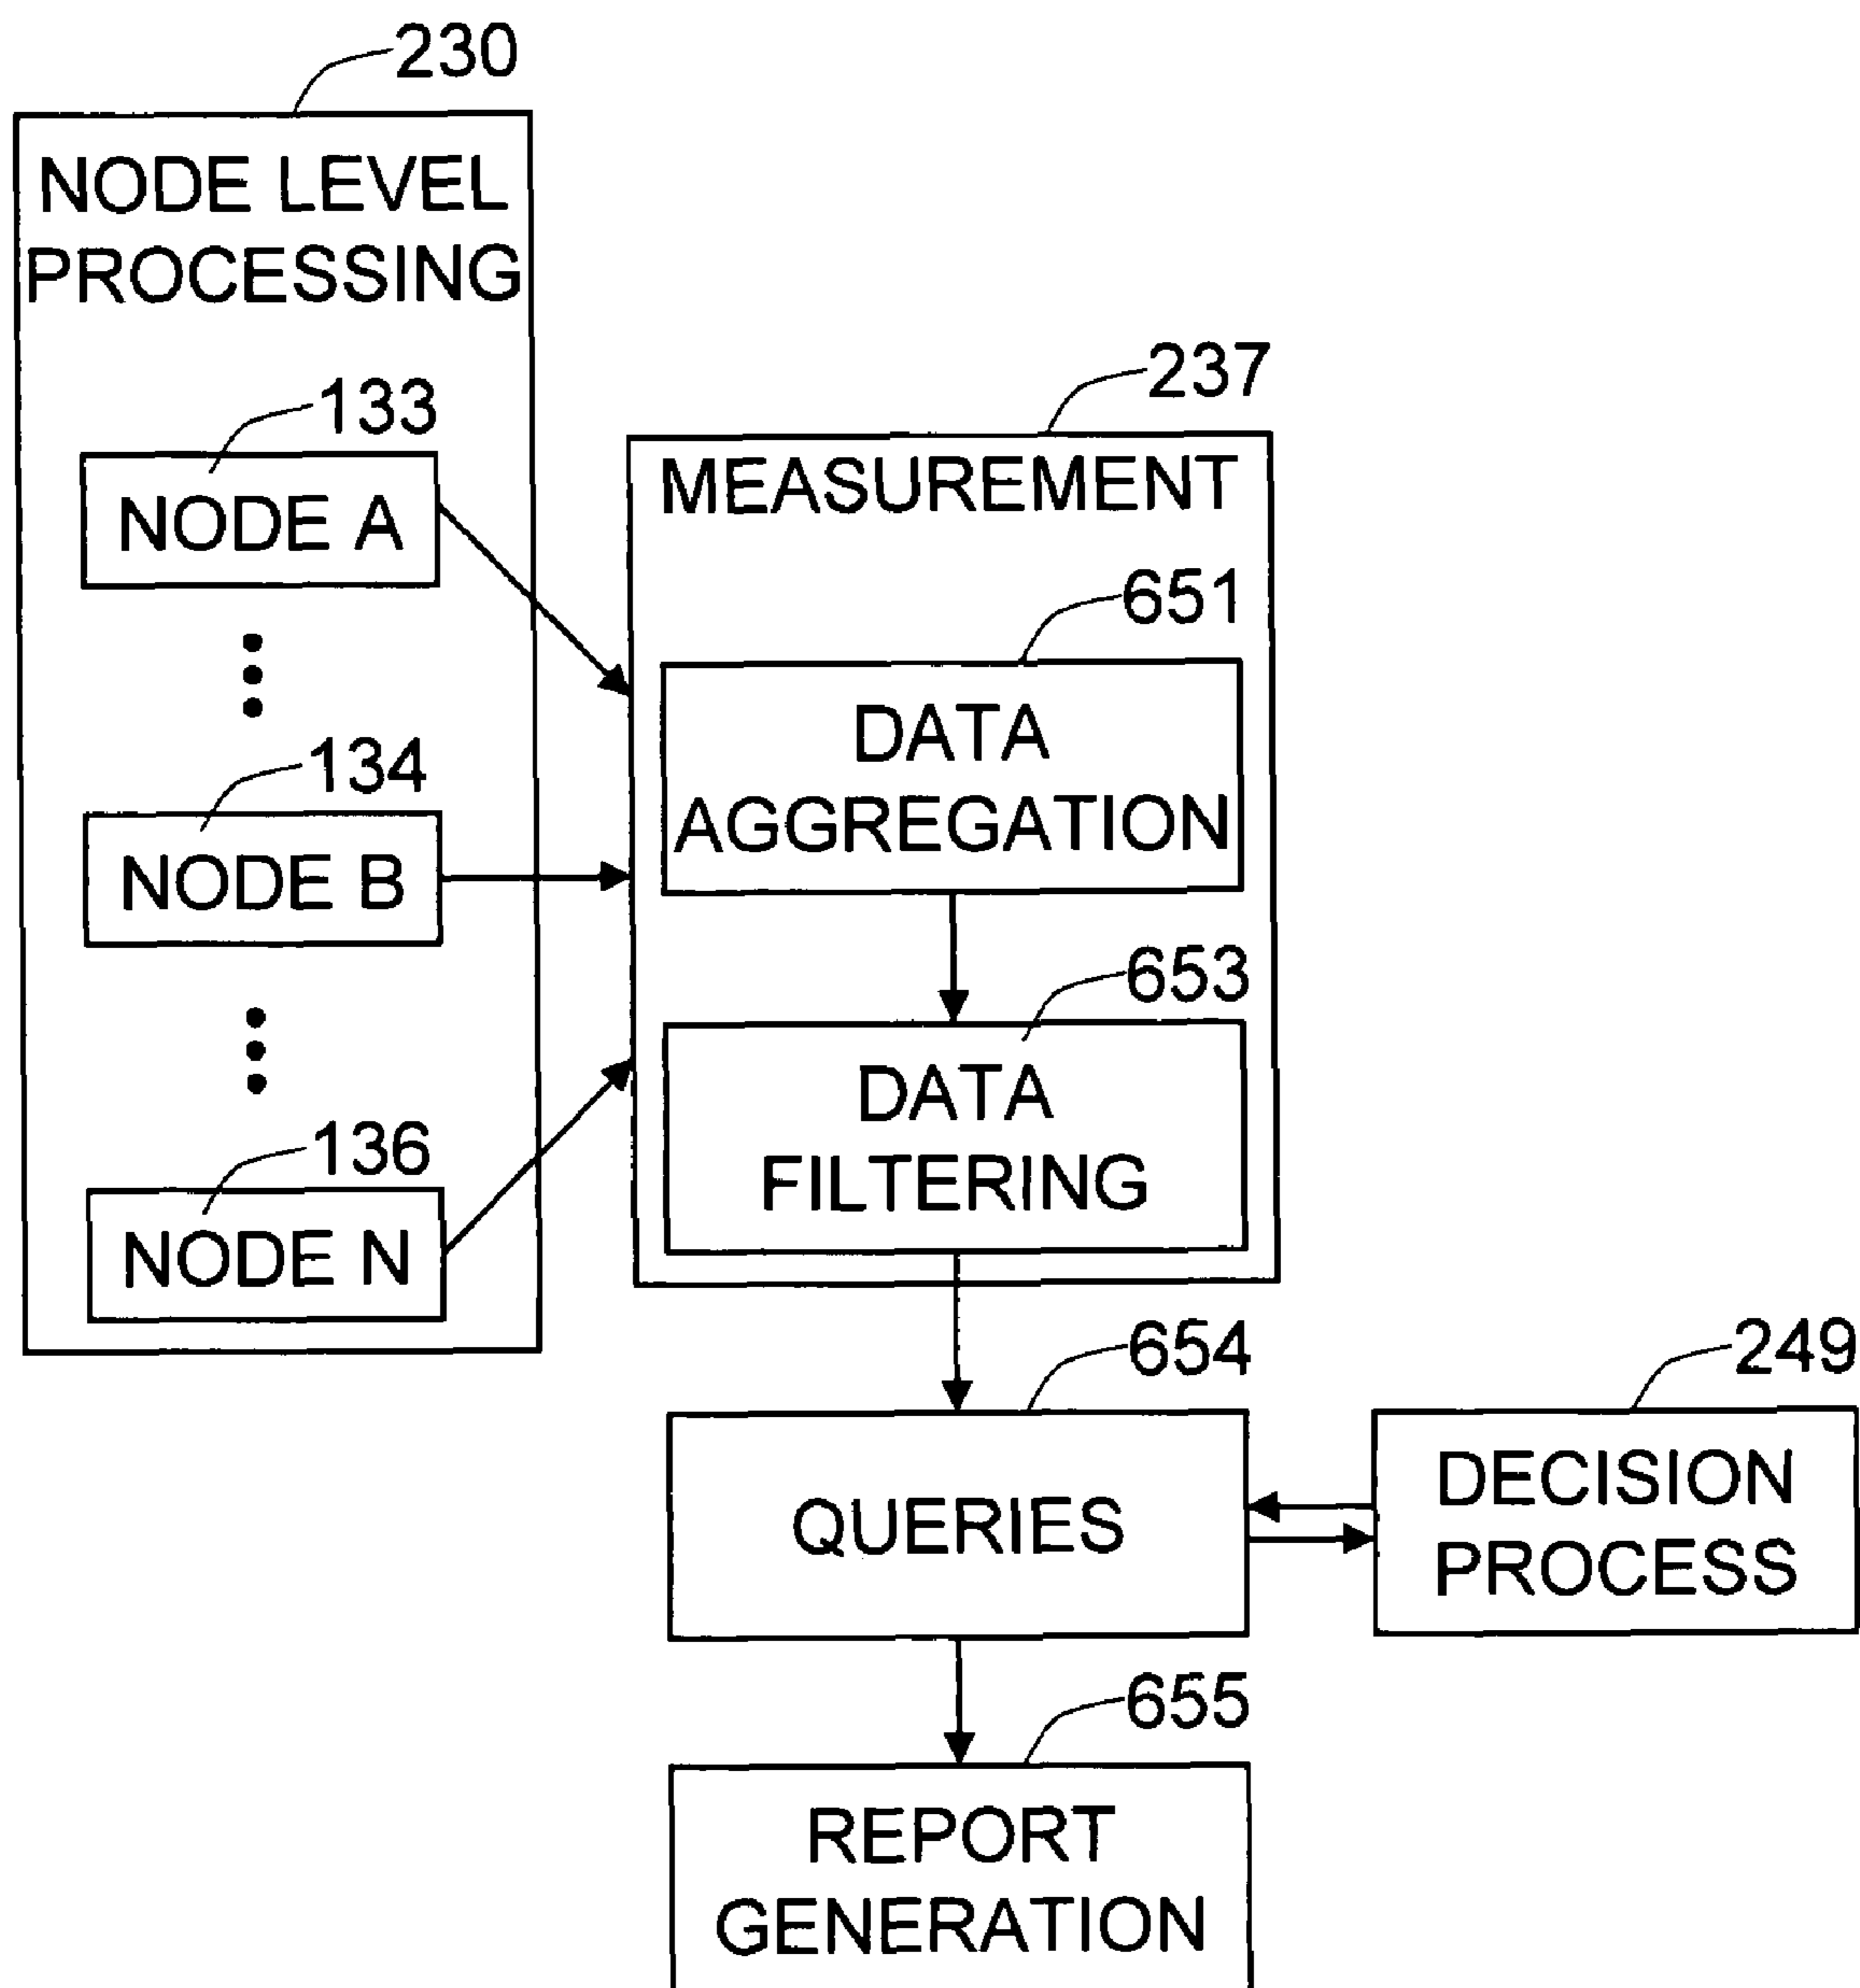 230
NODE LEVEL
PROCESSING
133
NODE A
134
NODE B
136
NODE N
237
MEASUREMENT
651
DATA
AGGREGATION
653
DATA
FILTERING
654
QUERIES
249
DECISION
PROCESS
655
REPORT
GENERATION